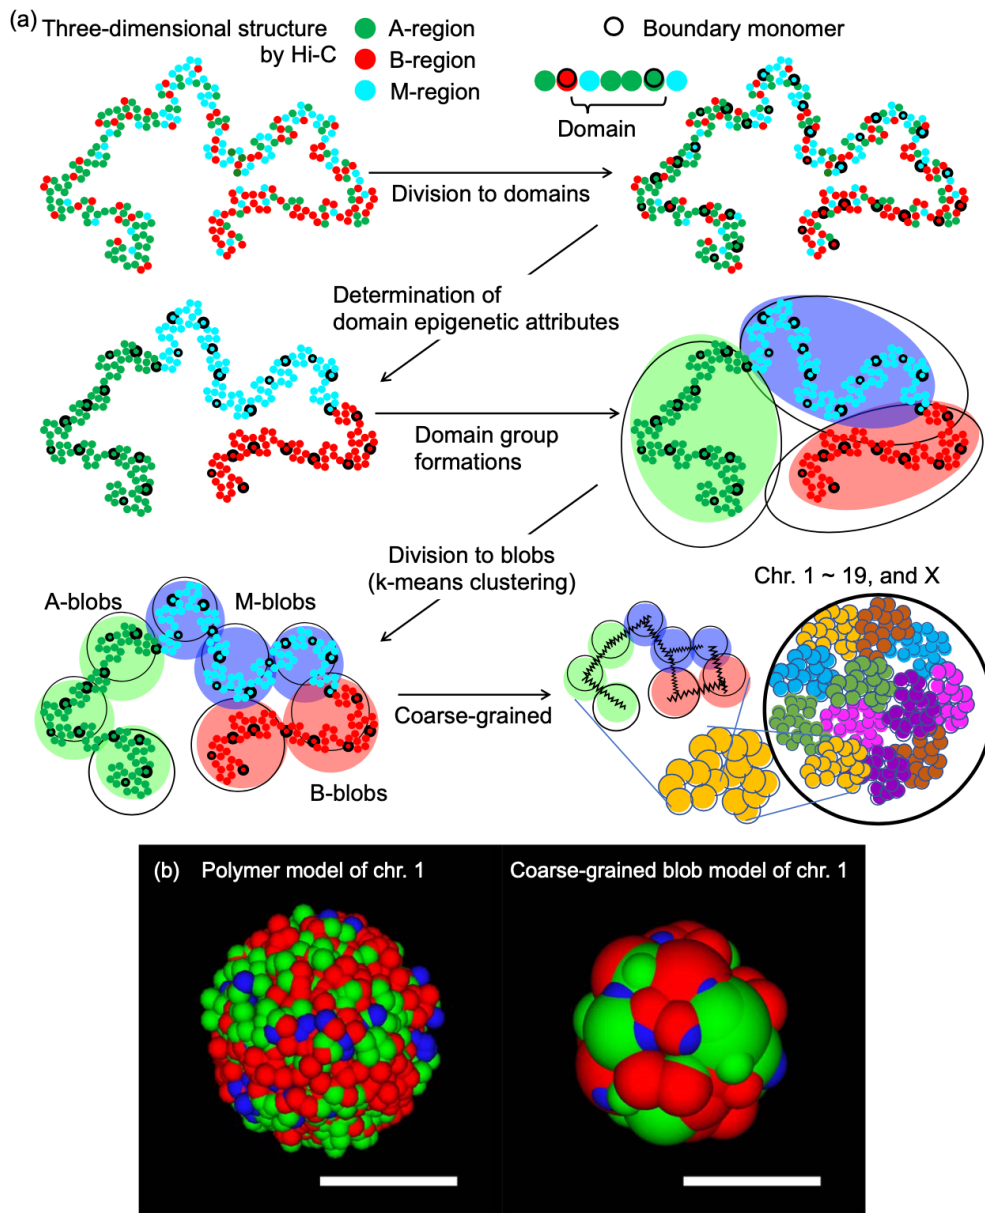 (a)
Three-dimensional structure
by Hi-C
A-region
B-region
M-region
Boundary monomer
Domain
Division to domains
Determination of
domain epigenetic attributes
Domain group
formations
Division to blobs
(k-means clustering)
A-blobs
M-blobs
B-blobs
Coarse-grained
Chr. 1 ~ 19, and X
(b)
Polymer model of chr. 1
Coarse-grained blob model of chr. 1